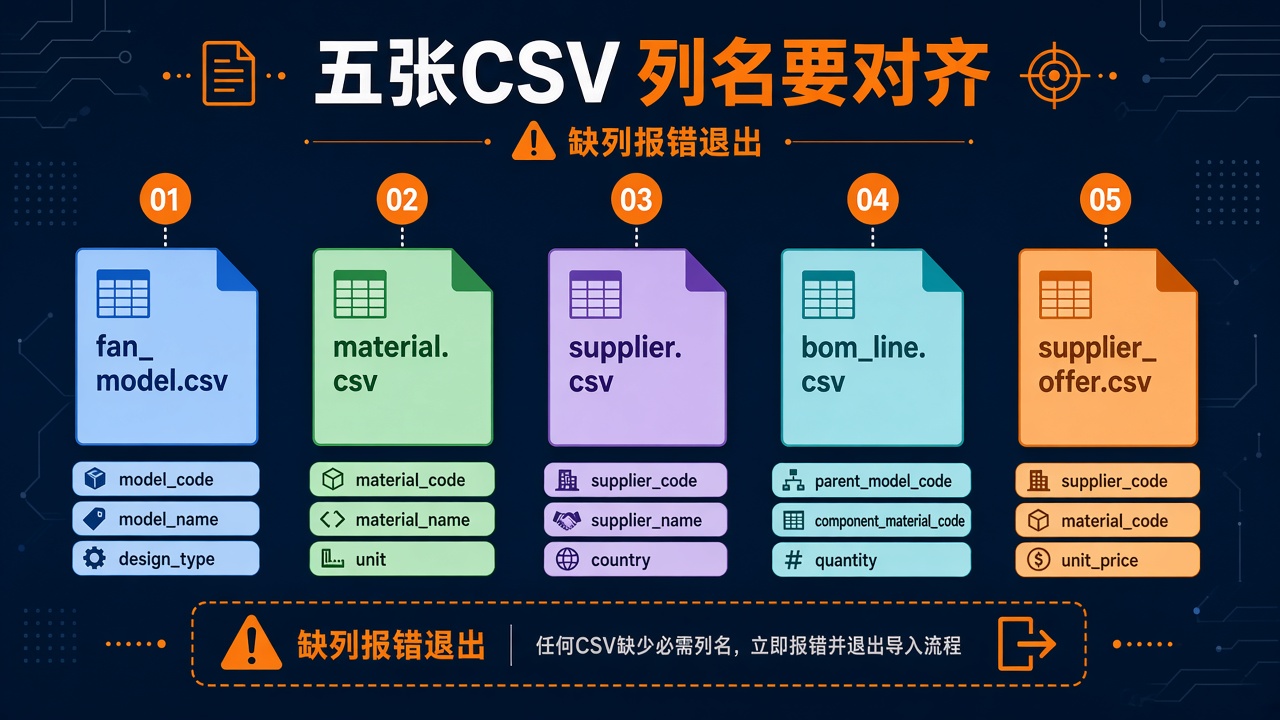 五张CSV 列名要对齐
缺列报错退出
01
fan_
model.csv
model_code
model_name
design_type
02
material.
csv
material_code
material_name
unit
03
supplier.
csv
supplier_code
supplier_name
country
04
bom_line.
csv
parent_model_code
component_material_code
quantity
05
supplier_
offer.csv
supplier_code
material_code
unit_price
缺列报错退出
任何CSV缺少必需列名，立即报错并退出导入流程